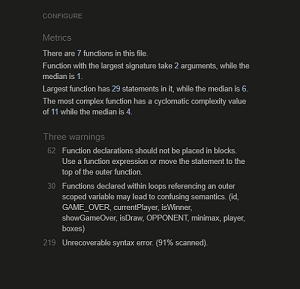 CONFIGURE
Metrics
There are 7 functions in this file.
Function with the largest signature take 2 arguments, while the
median is 1.
Largest function has 29 statements in it, while the median is 6.
The most complex function has a cyclomatic complexity value
of 11 while the median is 4.
Three warnings
62 Function declarations should not be placed in blocks.
Use a function expression or move the statement to the
top of the outer function.
30 Functions declared within loops referencing an outer
scoped variable may lead to confusing semantics. (id,
GAME_OVER, currentPlayer, isWinner,
showGameOver, isDraw, OPPONENT, minimax, player,
boxes)
219 Unrecoverable syntax error. (91% scanned).